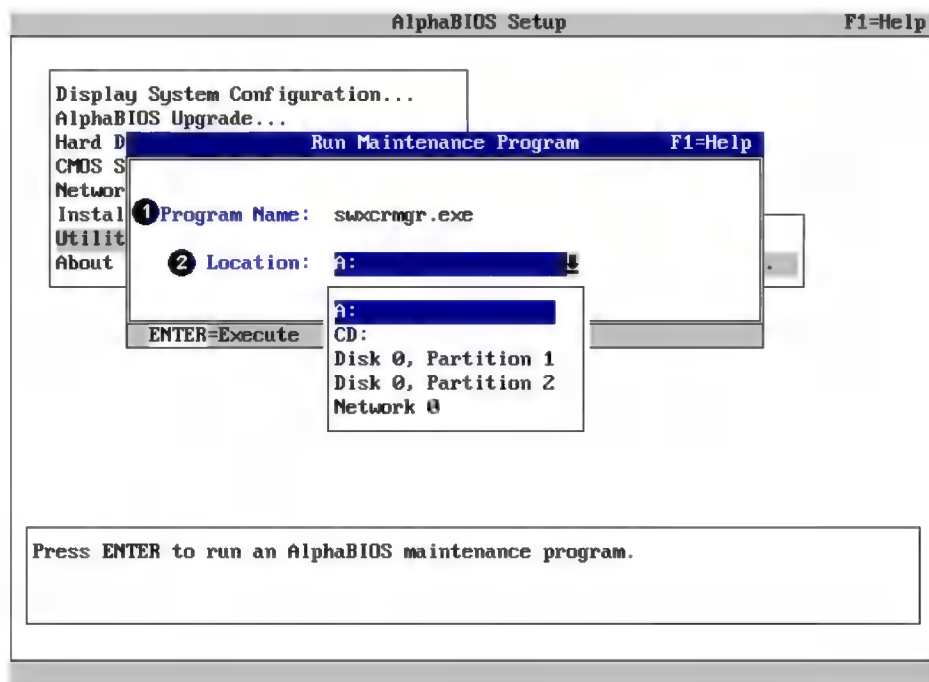 AlphaBIOS Setup F1=Help
Display System Configuration...
AlphaBIOS Upgrade...
Hard D
CMOS S
Networ
Instal
Utilit
About
Run Maintenance Program F1=Help
1 Program Name: swxcrmgr.exe
2 Location: A:
A:
CD:
Disk 0, Partition 1
Disk 0, Partition 2
Network 0
ENTER=Execute
.
Press ENTER to run an AlphaBIOS maintenance program.